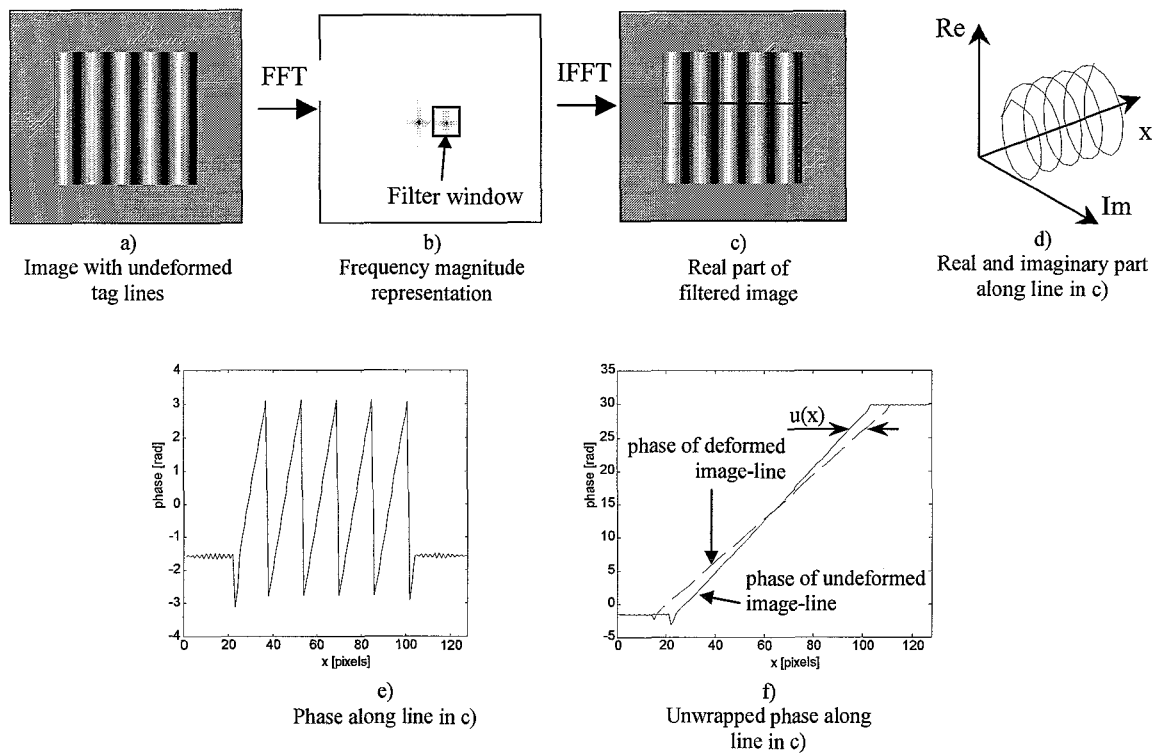 FFT
IFFT
Filter window
Re
x
Im
a)
Image with undeformed
tag lines
b)
Frequency magnitude
representation
c)
Real part of
filtered image
d)
Real and imaginary part
along line in c)
4
3
2
1
0
-1
-2
-3
-4
phase [rad]
0 20 40 60 80 100 120
x [pixels]
e)
Phase along line in c)
35
30
25
20
15
10
5
0
-5
phase [rad]
u(x)
phase of deformed
image-line
phase of undeformed
image-line
0 20 40 60 80 100 120
x [pixels]
f)
Unwrapped phase along
line in c)